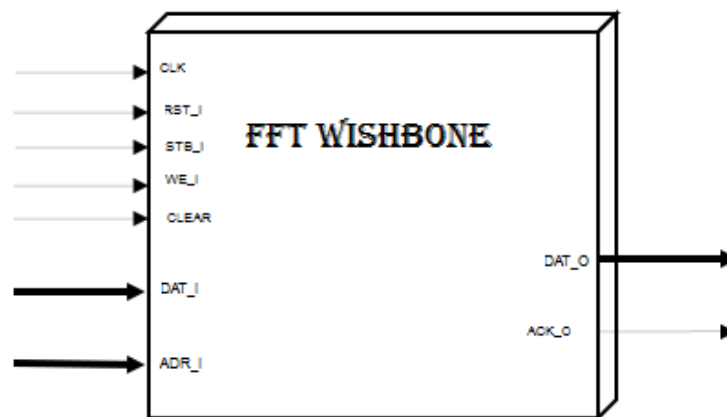 CLK
RST_I
FFT WISHBONE
STB_I
WE_I
CLEAR
DAT_O
DAT_I
ACK_O
ADR_I